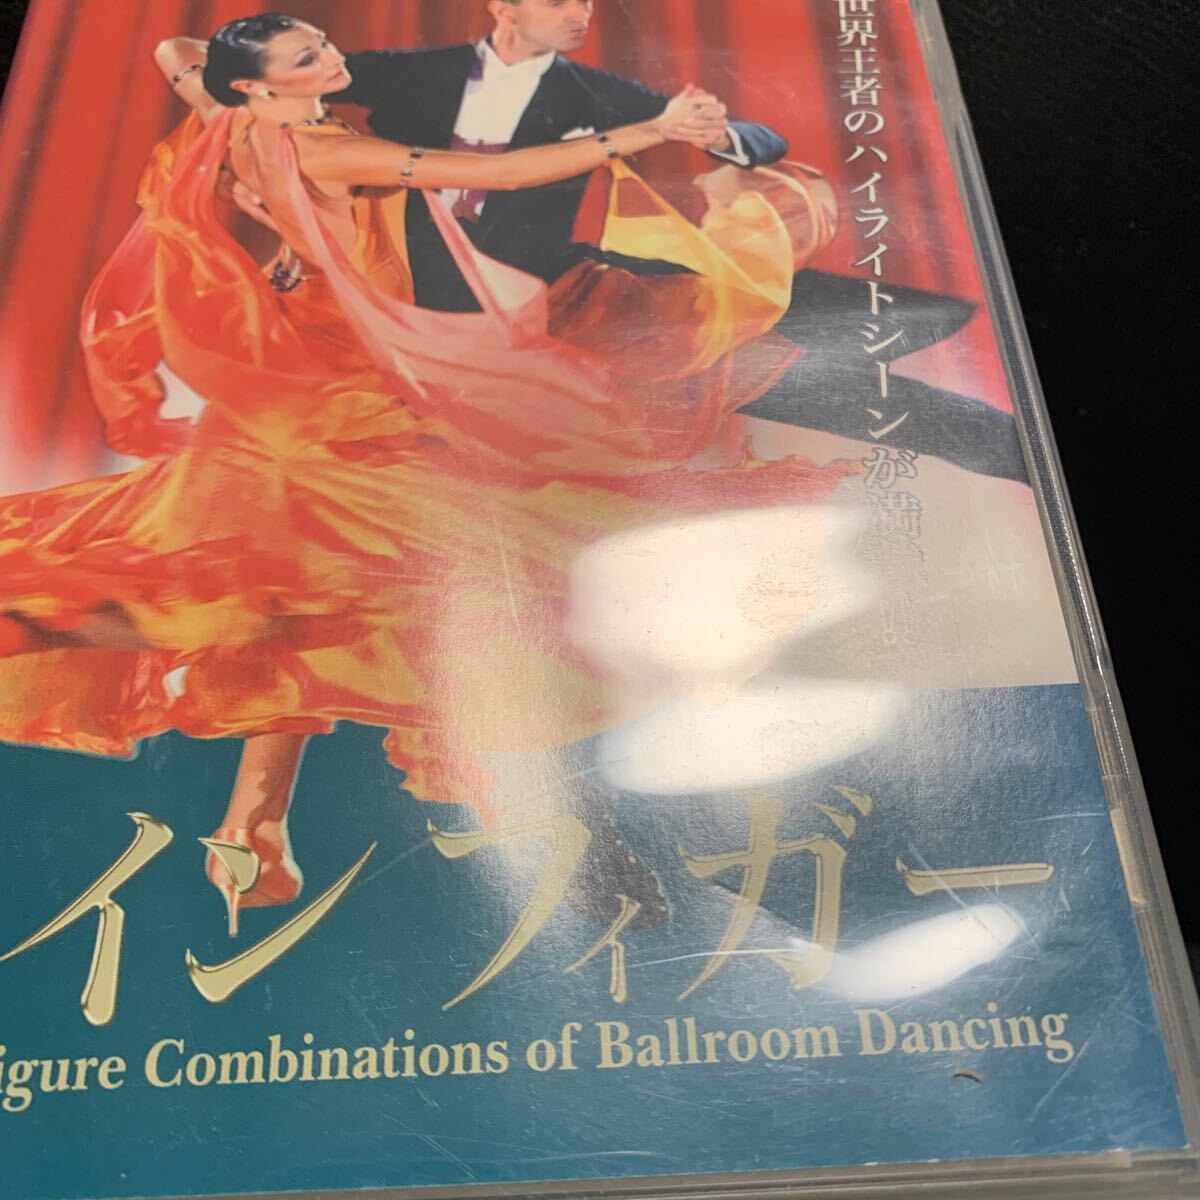 世界王者のハイライトシーンが満
インフィガー
igure Combinations of Ballroom Dancing